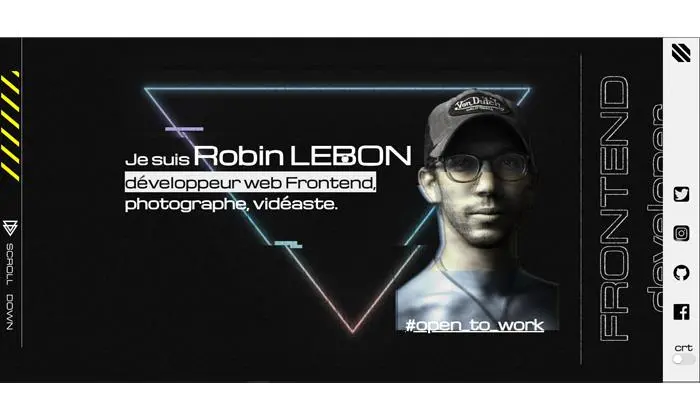 Je suis Robin LEBON
développeur web Frontend,
photographe, vidéaste.
#open_to_work
Von Dutch
SCROLL DOWN
FRONTEND
developer
crt